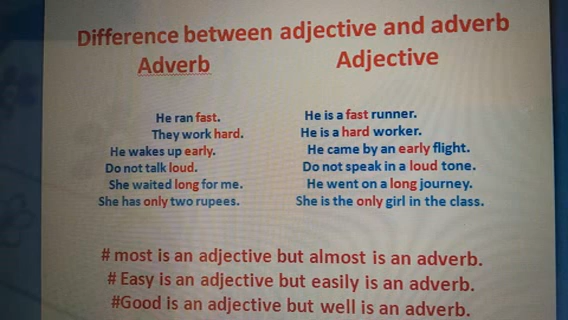 Difference between adjective and adverb
Adverb Adjective
He ran fast. He is a fast runner.
They work hard. He is a hard worker.
He wakes up early. He came by an early flight.
Do not talk loud. Do not speak in a loud tone.
She waited long for me. He went on a long journey.
She has only two rupees. She is the only girl in the class.
# most is an adjective but almost is an adverb.
# Easy is an adjective but easily is an adverb.
#Good is an adjective but well is an adverb.